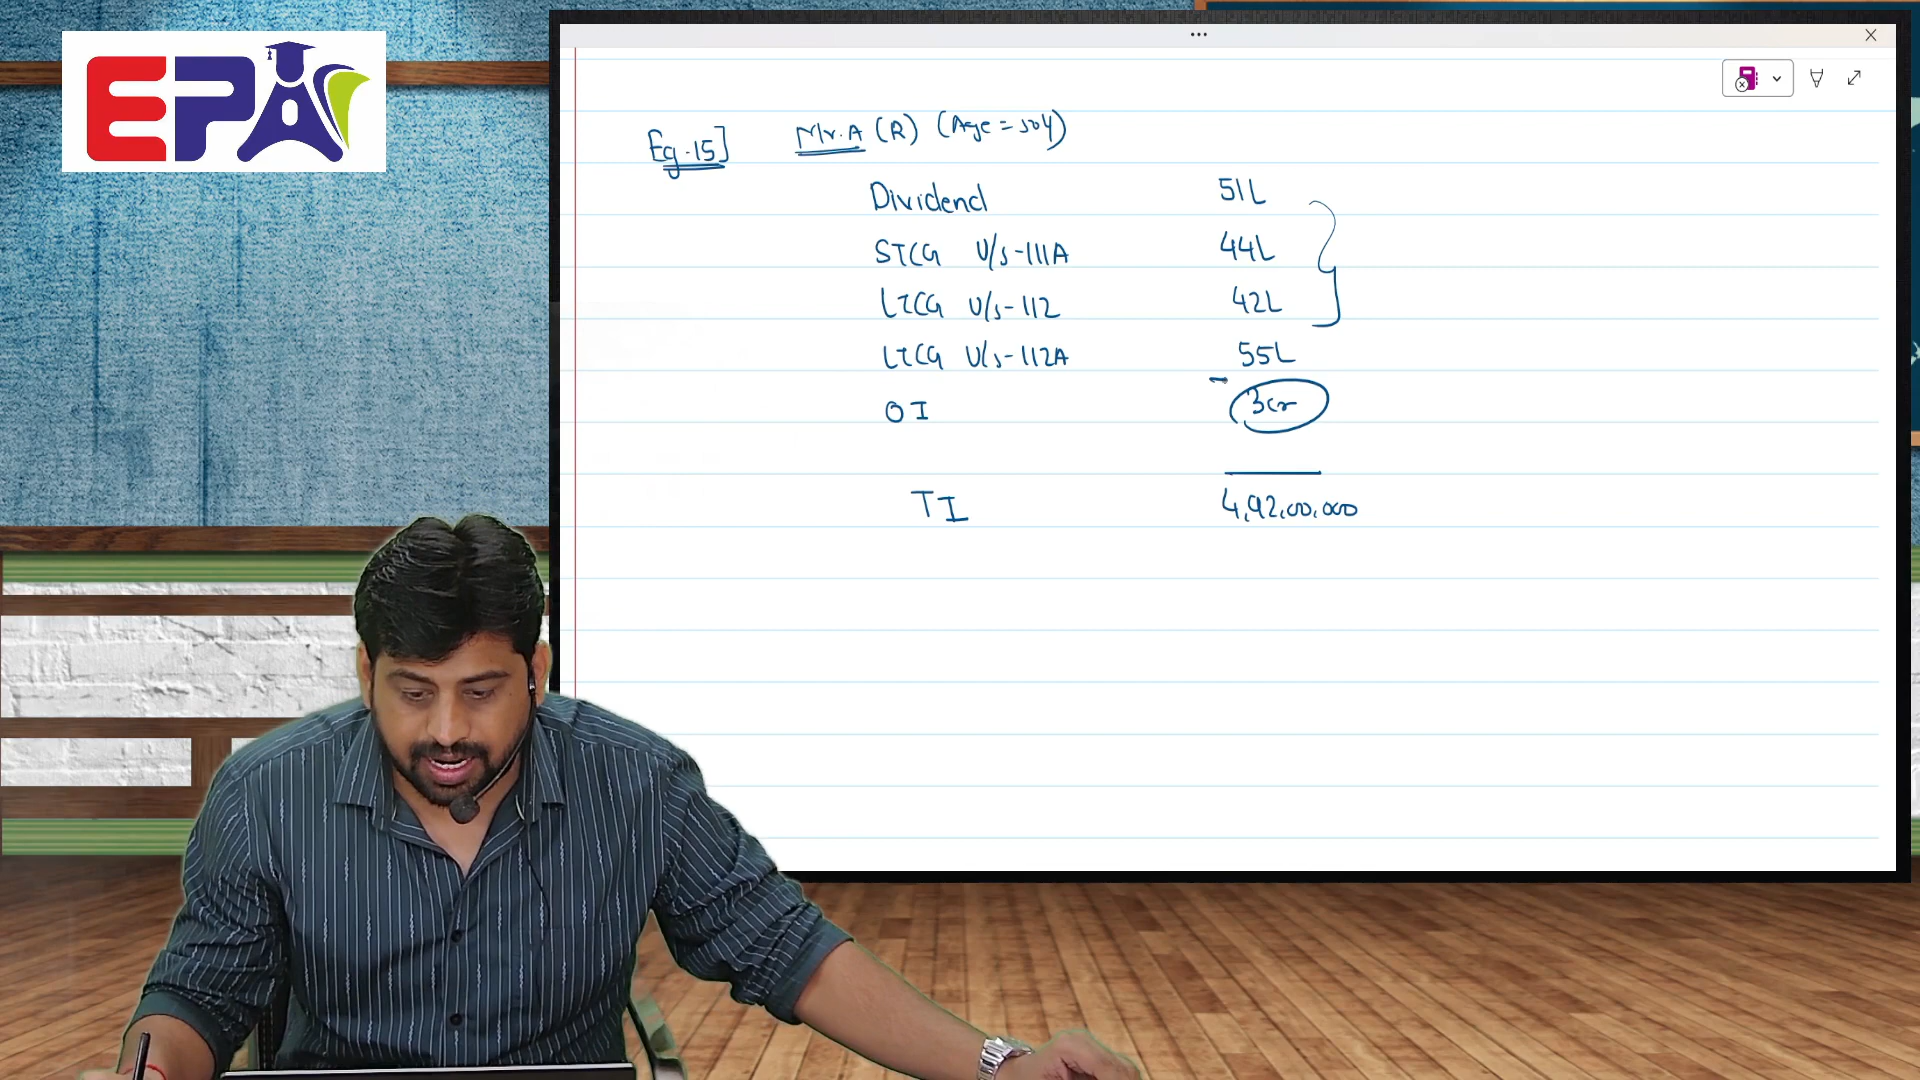 EPA
Eg.15] Mr.A (R) (Age = 50y)
Dividend 51L
STCG U/s-111A 44L
LTCG U/s-112 42L
LTCG U/s-112A 55L
OI 3cr
TI 4,92,00,000